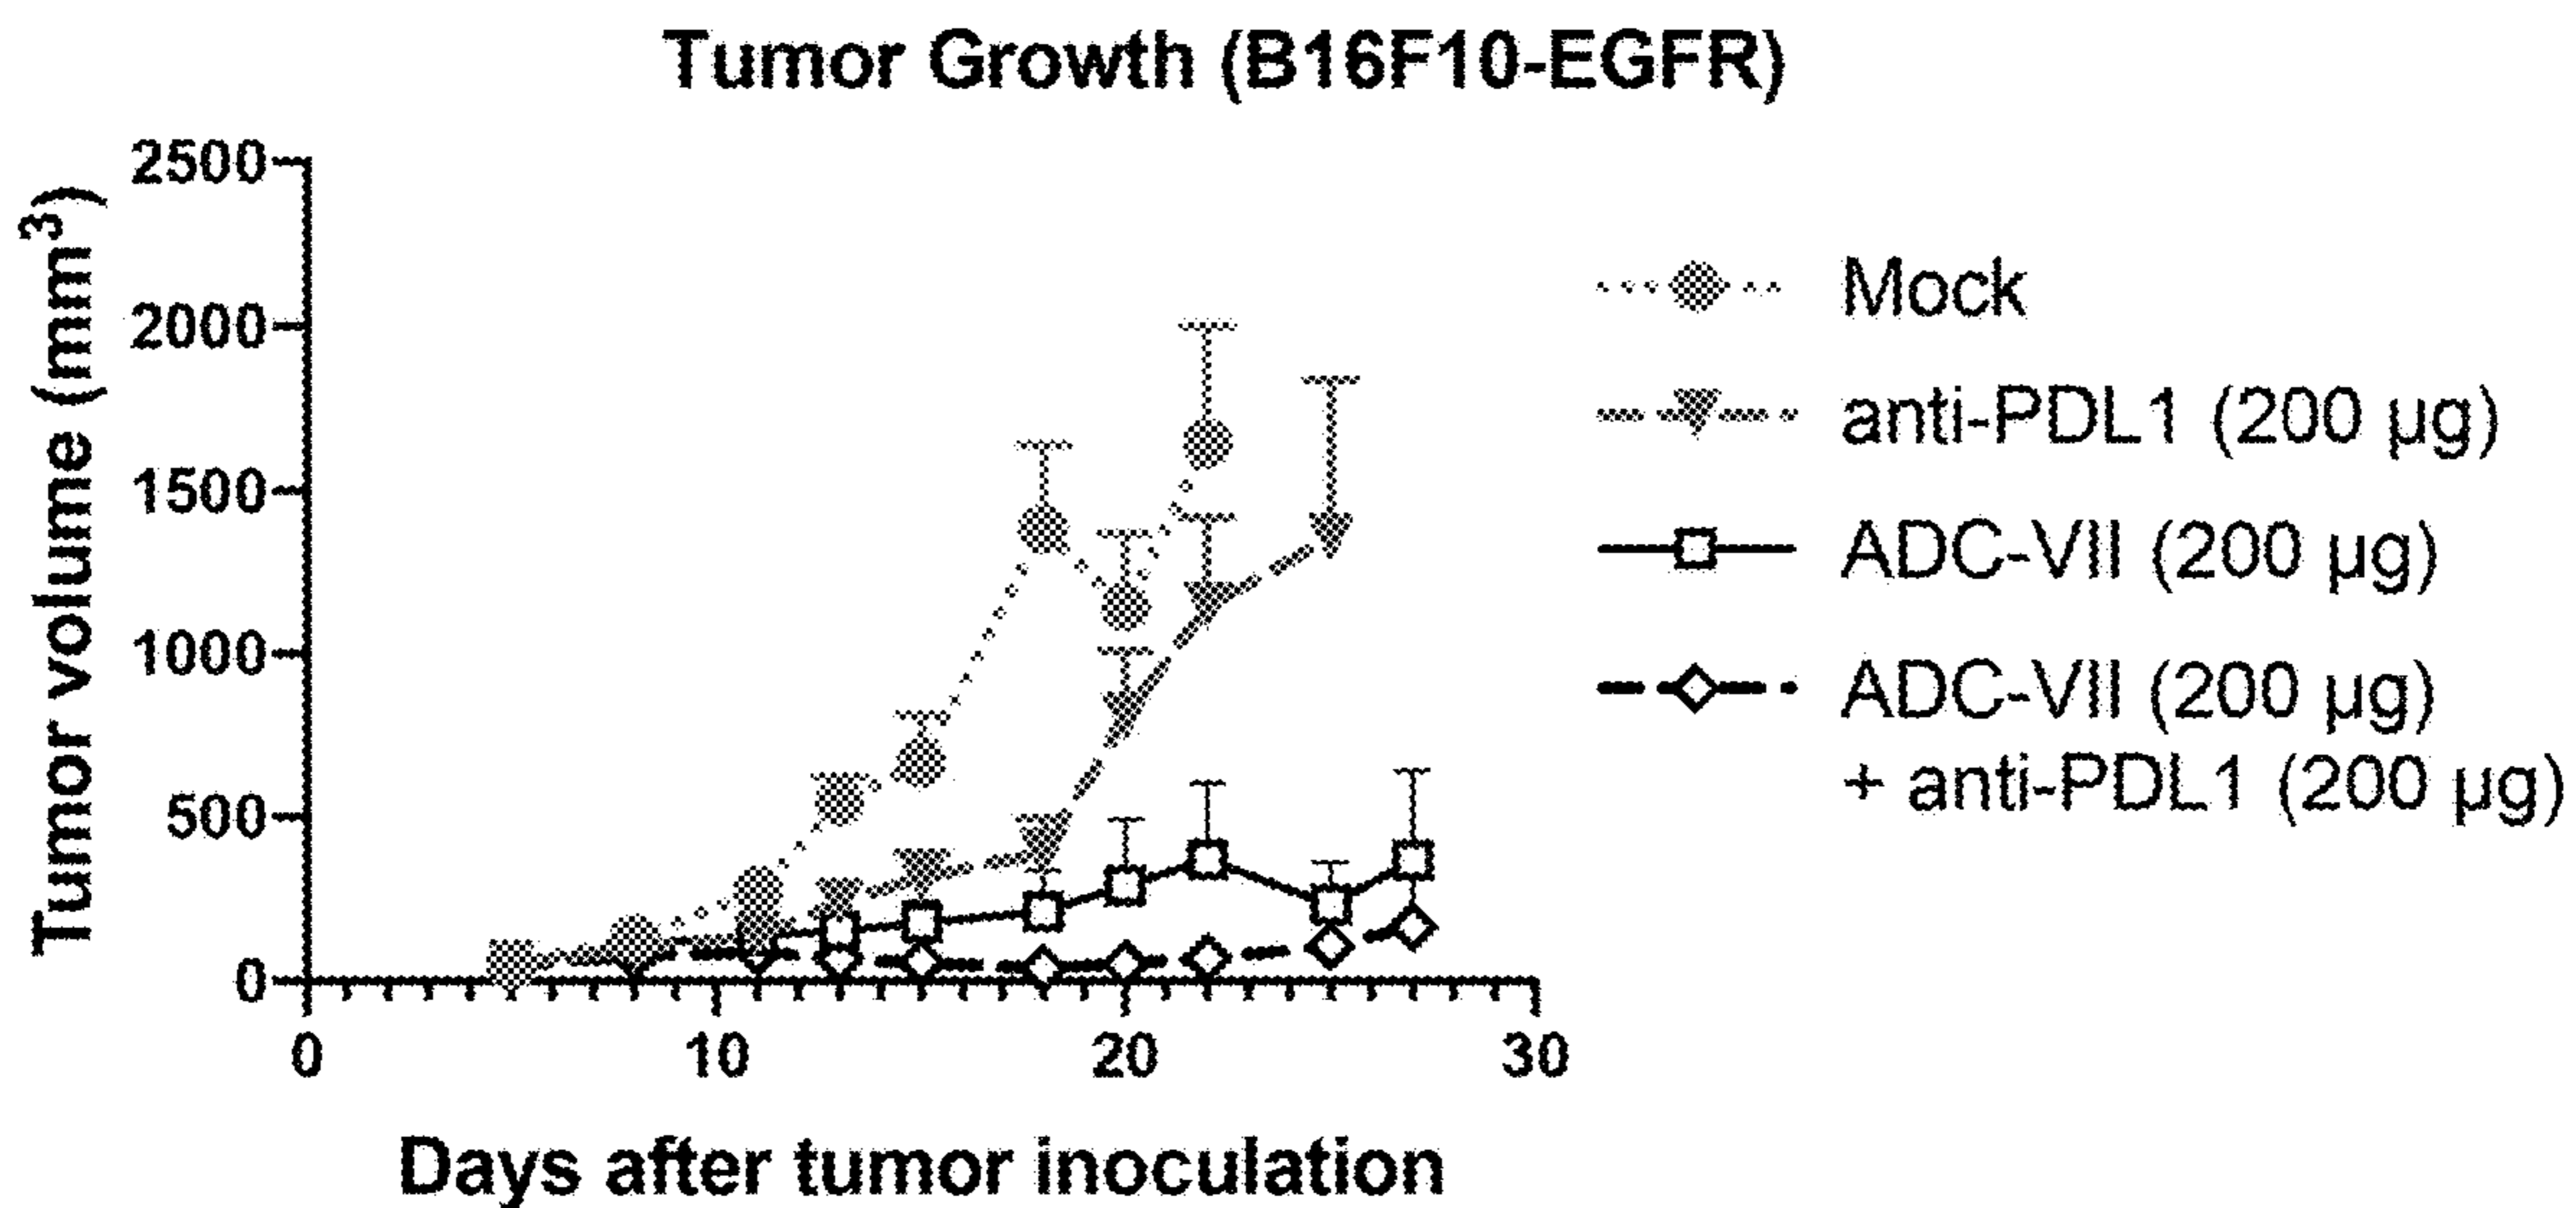 Tumor Growth (B16F10-EGFR)
Tumor volume (mm³)
2500
2000
1500
1000
500
0
0 10 20 30
Days after tumor inoculation
Mock
anti-PDL1 (200 µg)
ADC-VII (200 µg)
ADC-VII (200 µg)
+ anti-PDL1 (200 µg)